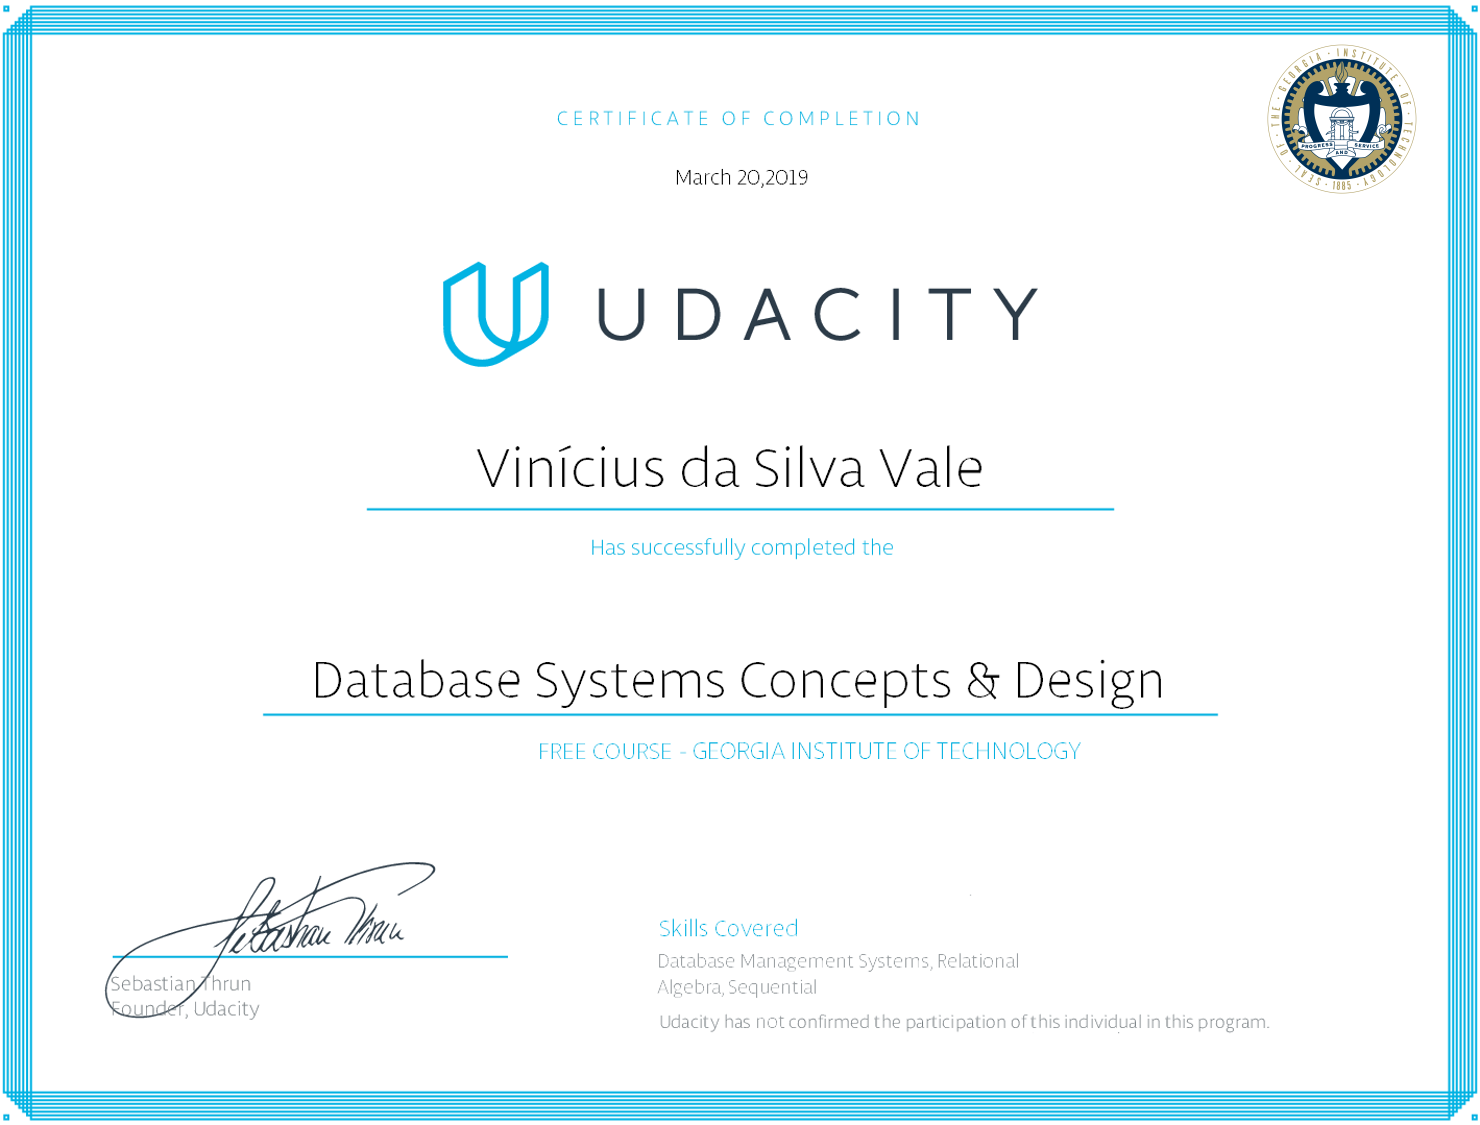 CERTIFICATE OF COMPLETION
SEAL · OF · THE · GEORGIA · INSTITUTE · OF · TECHNOLOGY · 1885
PROGRESS AND SERVICE
March 20,2019
UDACITY
Vinícius da Silva Vale
Has successfully completed the
Database Systems Concepts & Design
FREE COURSE - GEORGIA INSTITUTE OF TECHNOLOGY
Sebastian Thrun
Sebastian Thrun
Founder, Udacity
Skills Covered
Database Management Systems, Relational
Algebra, Sequential
Udacity has not confirmed the participation of this individual in this program.